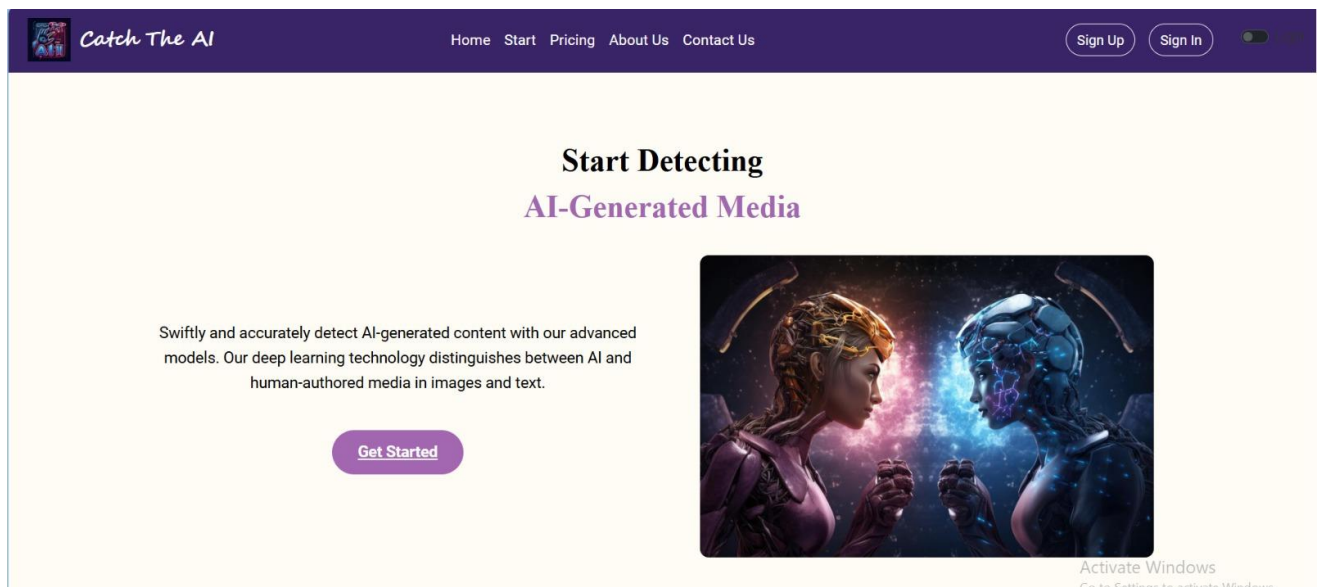 Catch The AI
Home Start Pricing About Us Contact Us
Sign Up
Sign In
Start Detecting
AI-Generated Media
Swiftly and accurately detect AI-generated content with our advanced
models. Our deep learning technology distinguishes between AI and
human-authored media in images and text.
Get Started
Activate Windows